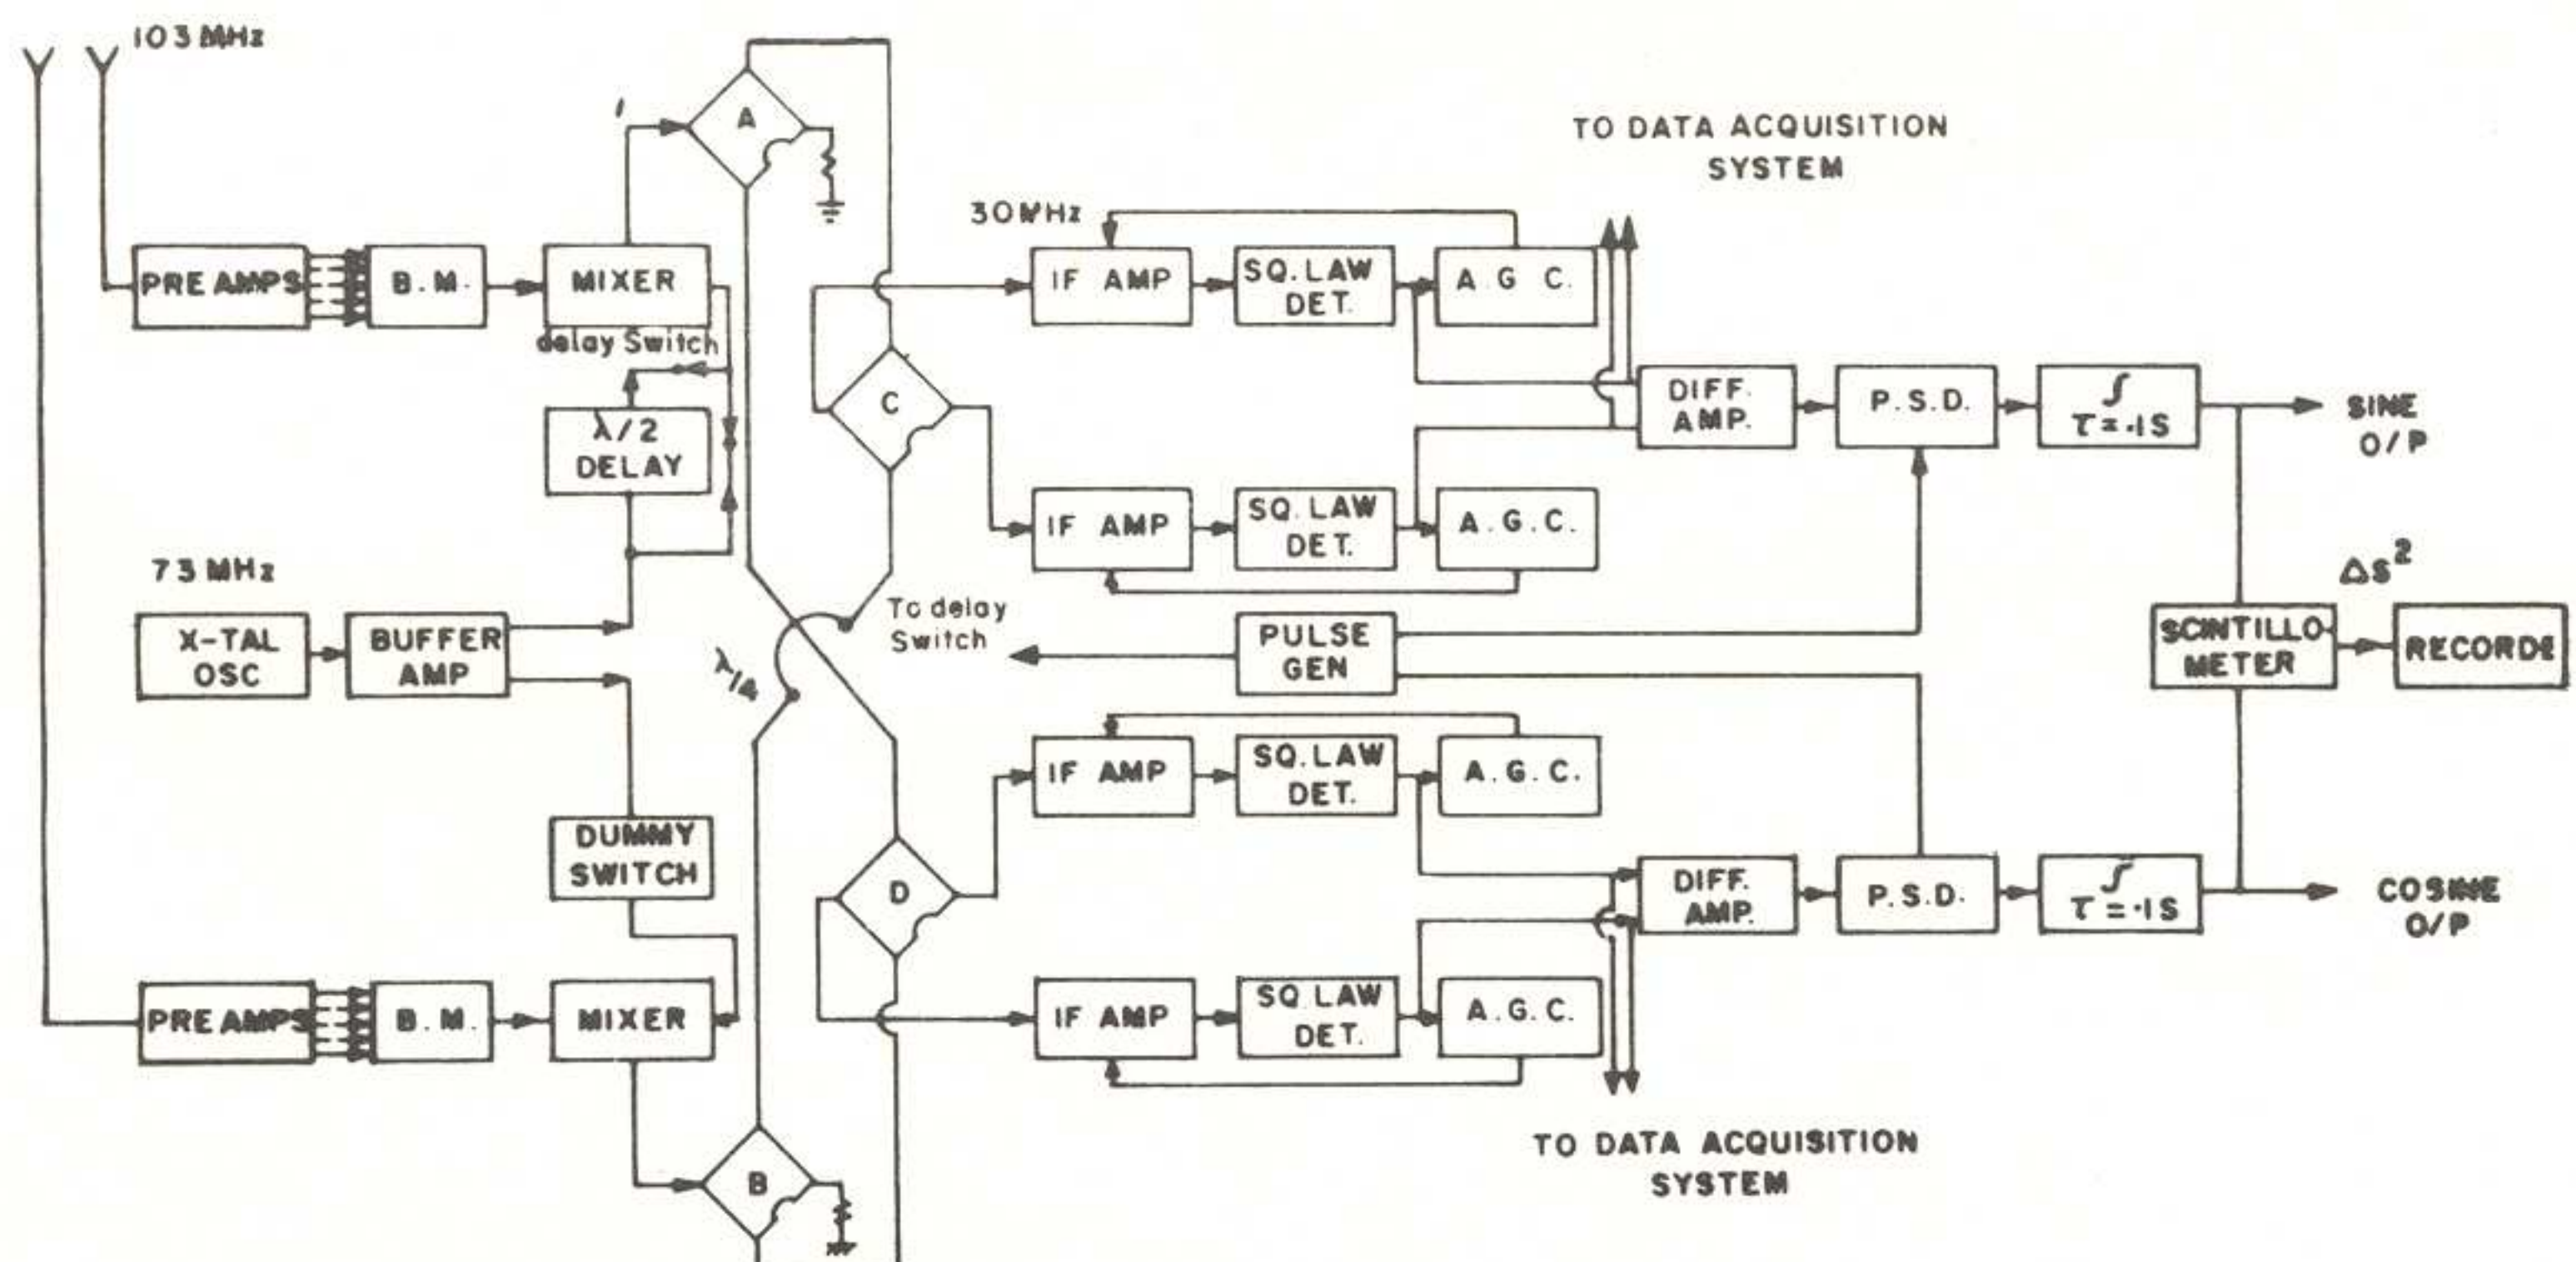 103 MHz
A
TO DATA ACQUISITION
SYSTEM
30 MHz
PRE AMPS
B. M.
MIXER
IF AMP
SQ. LAW
DET.
A G C.
delay Switch
λ/2
DELAY
C
DIFF.
AMP.
P. S. D.
∫
τ = .1S
SINE
O/P
IF AMP
SQ. LAW
DET.
A. G. C.
73 MHz
Δs²
X-TAL
OSC
BUFFER
AMP
λ/4
To delay
Switch
PULSE
GEN
SCINTILLO-
METER
IF AMP
SQ. LAW
DET.
A. G. C.
DUMMY
SWITCH
D
DIFF.
AMP.
P. S. D.
∫
τ = .1S
COSINE
O/P
PRE AMPS
B. M.
MIXER
IF AMP
SQ. LAW
DET.
A. G. C.
B
TO DATA ACQUISITION
SYSTEM